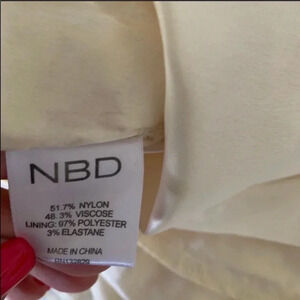 NBD
51.7% NYLON
48.3% VISCOSE
LINING: 97% POLYESTER
3% ELASTANE
MADE IN CHINA